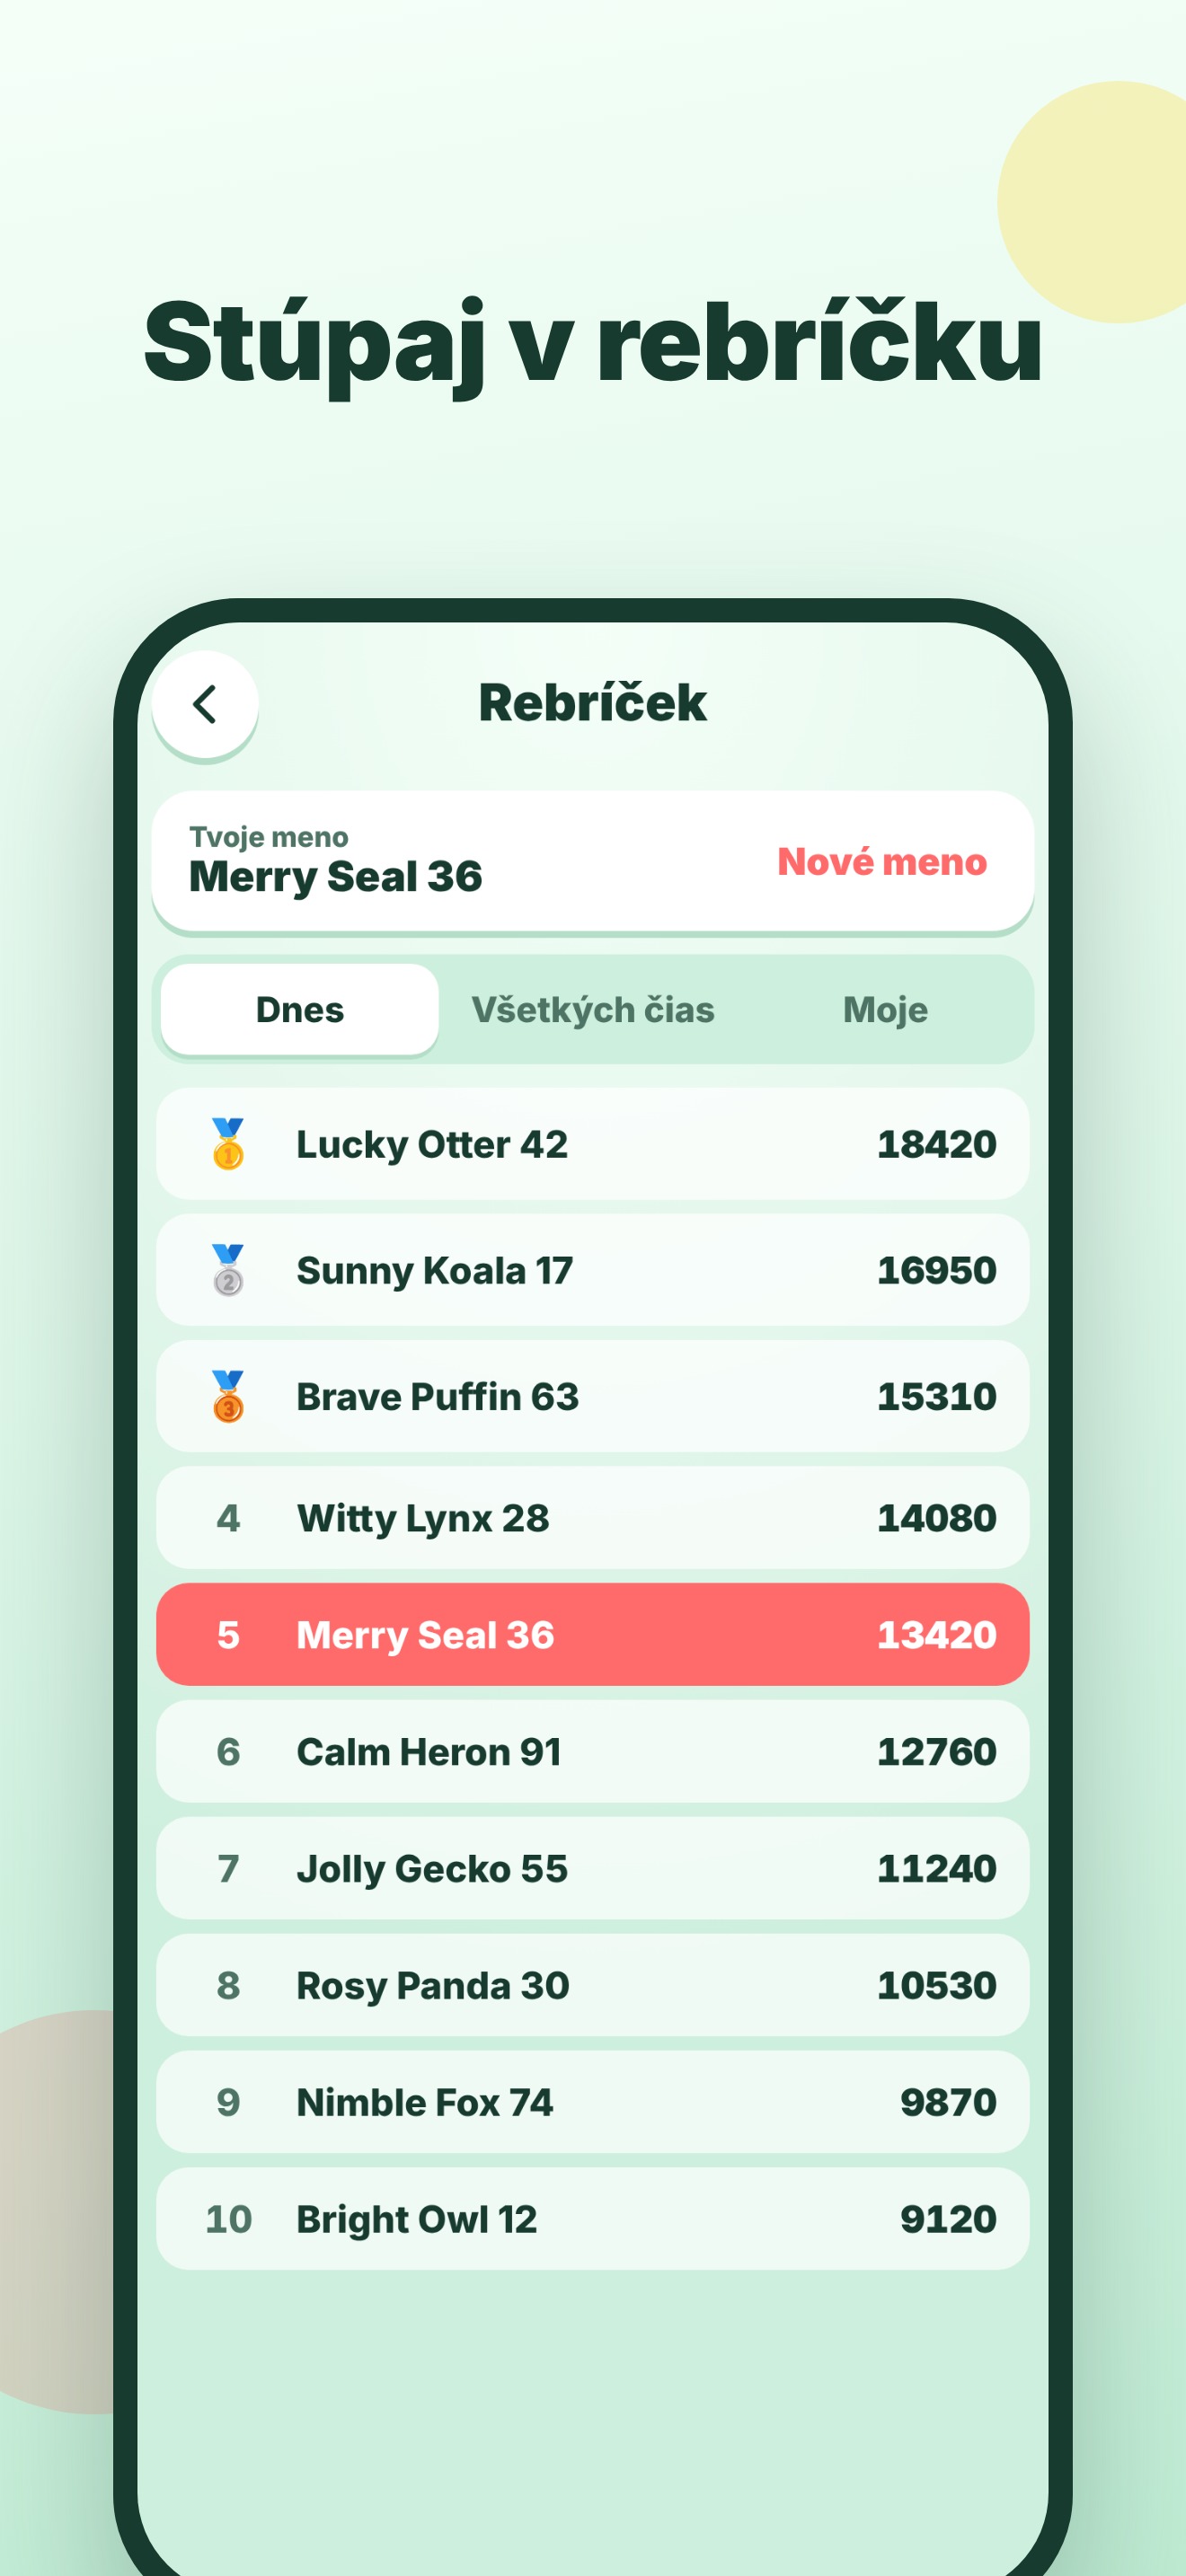 Stúpaj v rebríčku
Rebríček
Tvoje meno
Merry Seal 36
Nové meno
Dnes Všetkých čias Moje
1 Lucky Otter 42 18420
2 Sunny Koala 17 16950
3 Brave Puffin 63 15310
4 Witty Lynx 28 14080
5 Merry Seal 36 13420
6 Calm Heron 91 12760
7 Jolly Gecko 55 11240
8 Rosy Panda 30 10530
9 Nimble Fox 74 9870
10 Bright Owl 12 9120